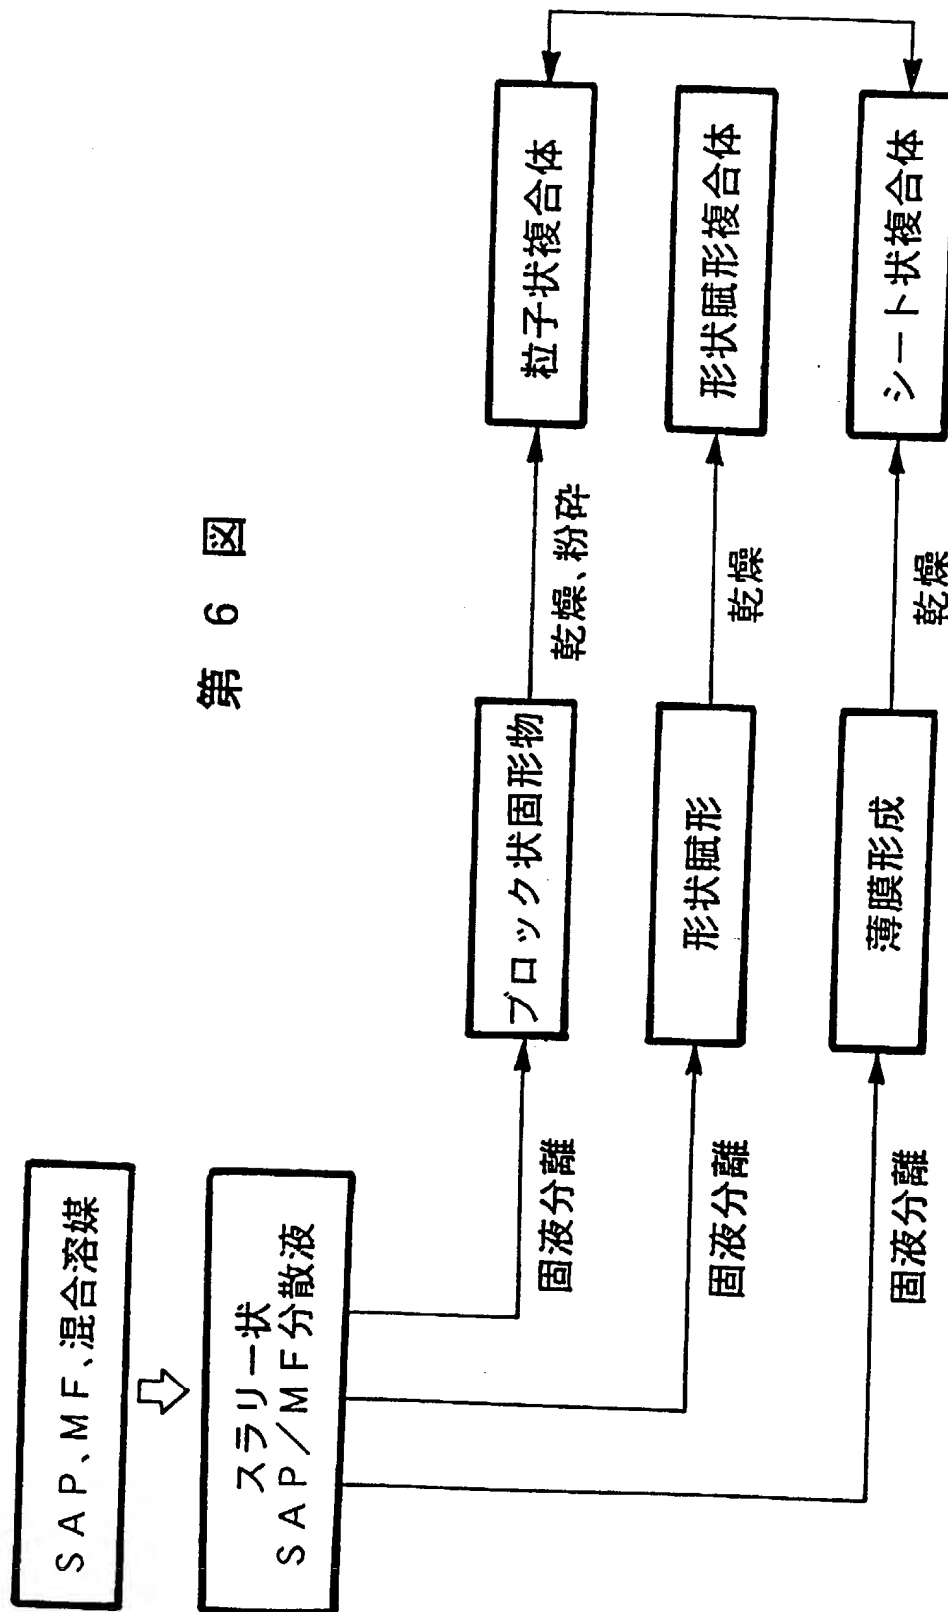 第 6 図
SAP、MF、混合溶媒
スラリー状
SAP/MF分散液
固液分離
ブロック状固形物
乾燥、粉砕
粒子状複合体
固液分離
形状賦形
乾燥
形状賦形複合体
固液分離
薄膜形成
乾燥
シート状複合体